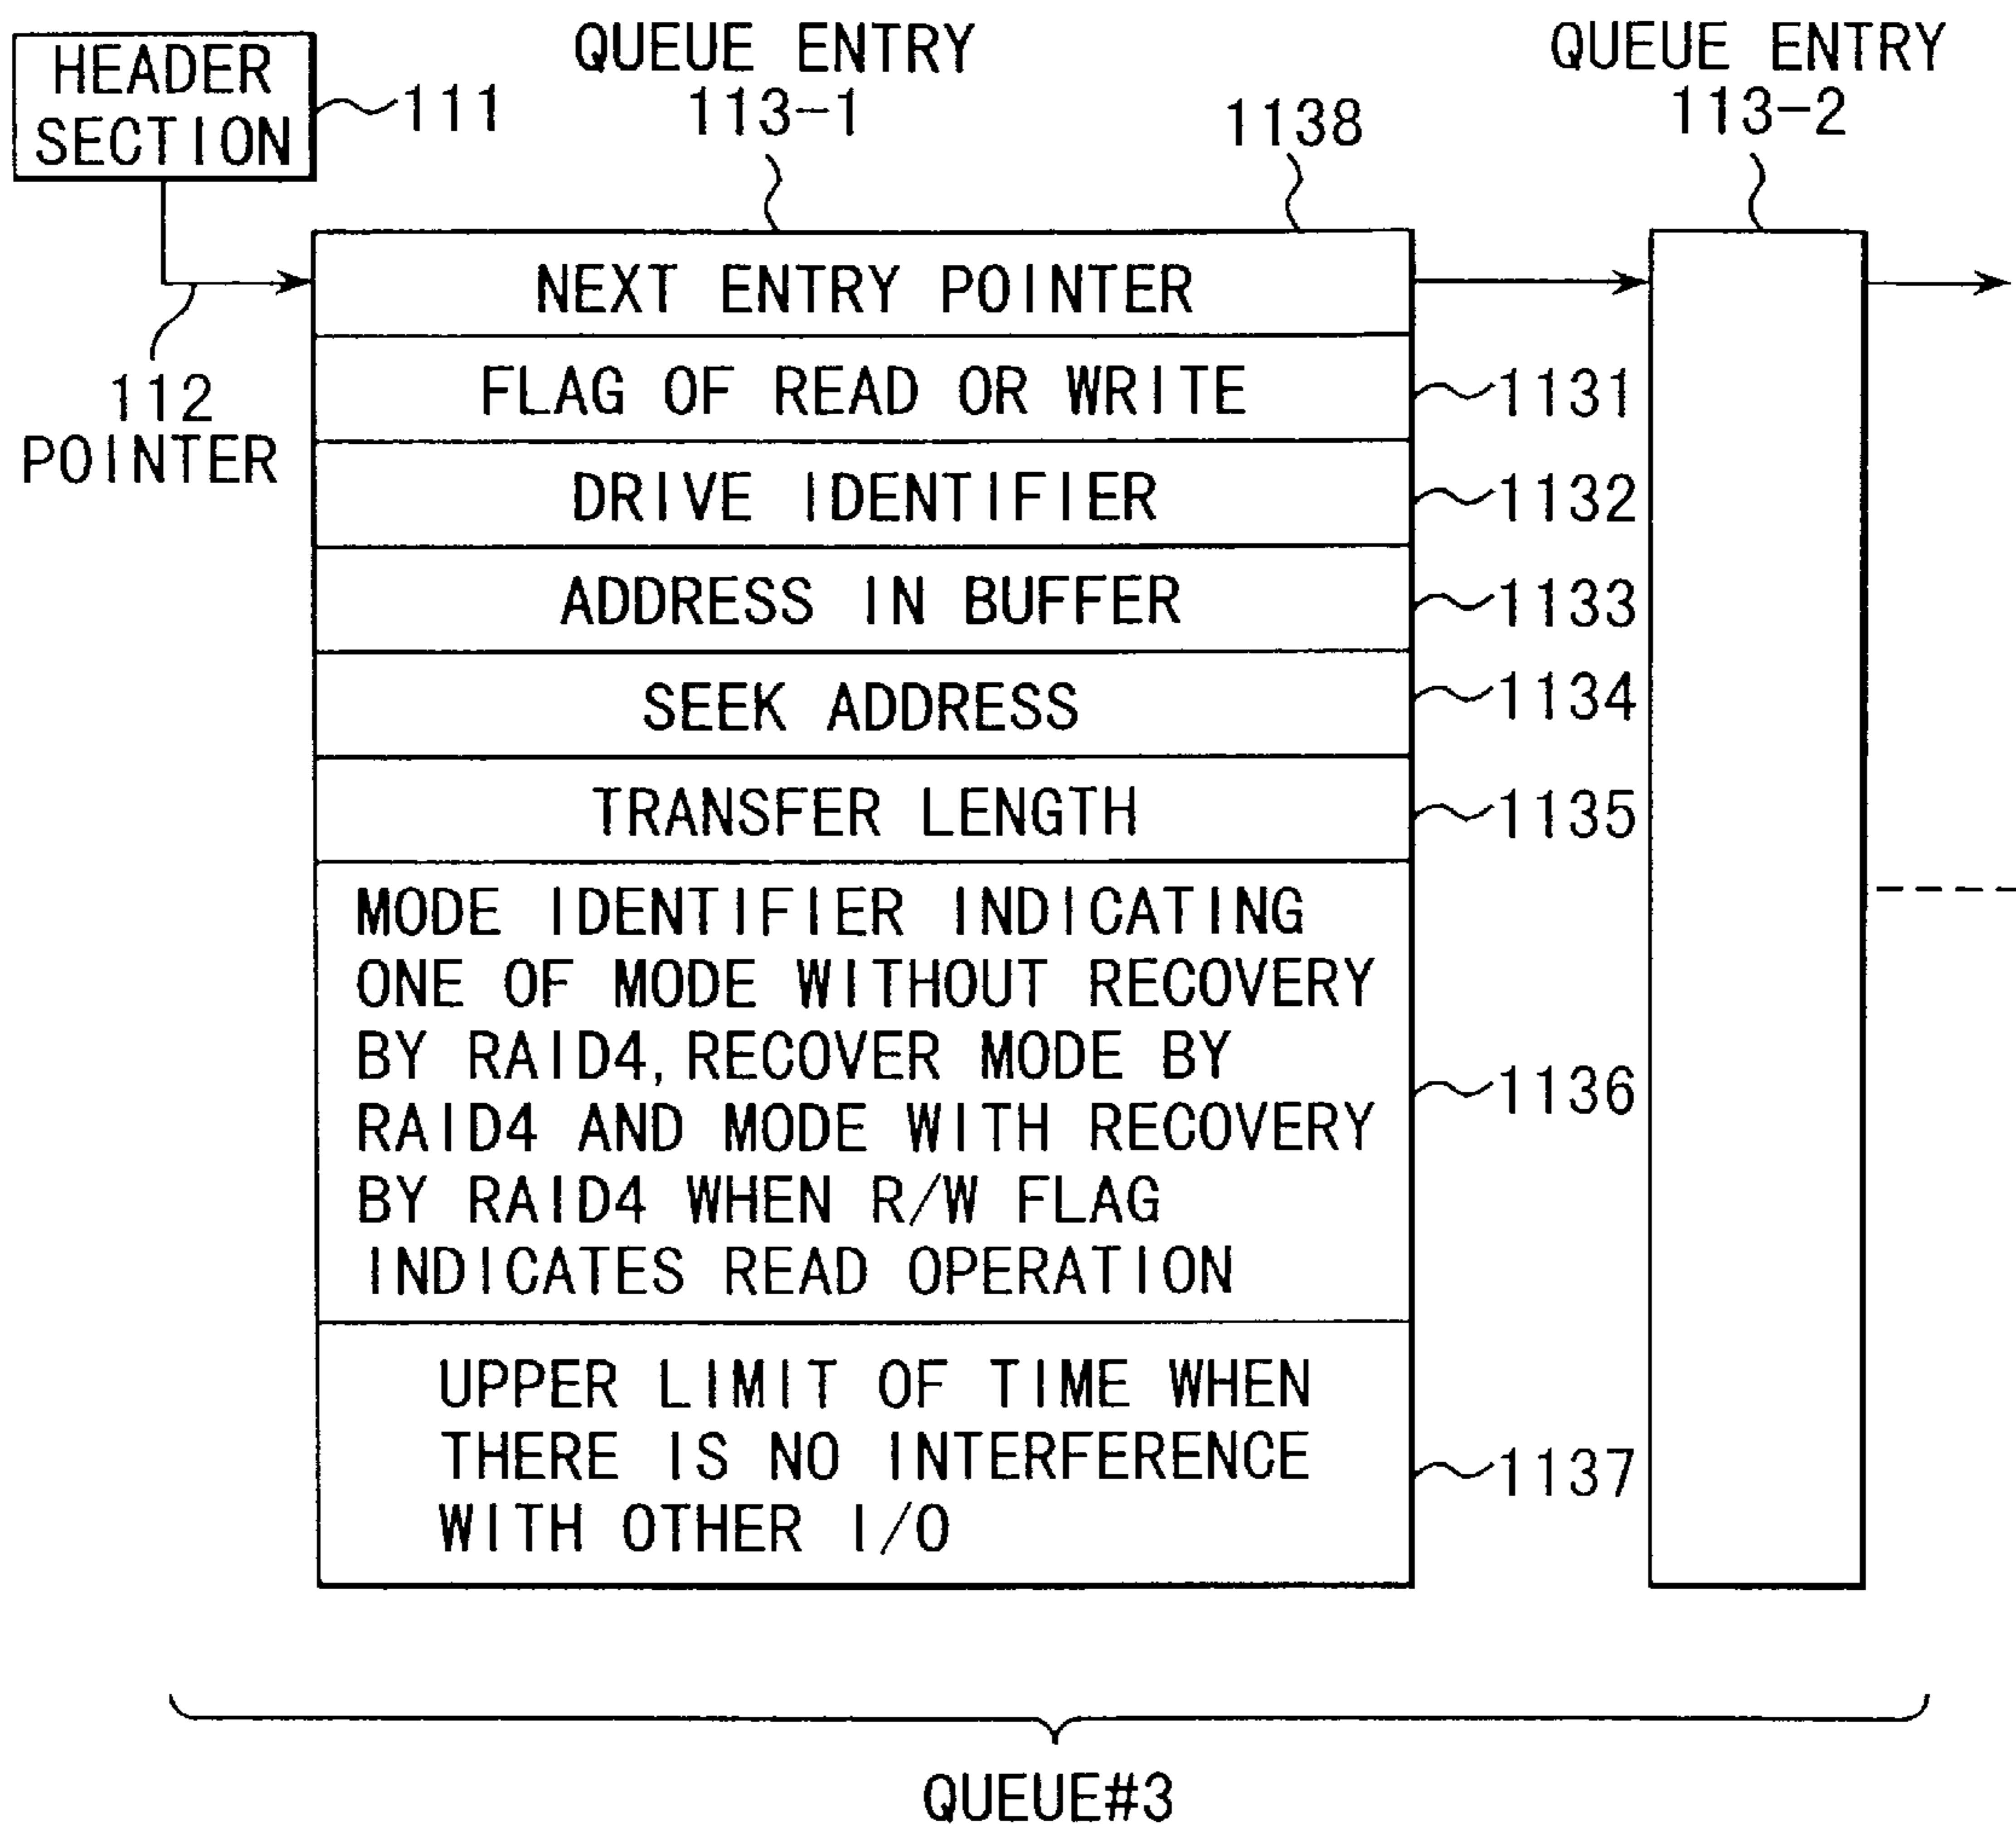 HEADER
SECTION
111
QUEUE ENTRY
113-1
1138
QUEUE ENTRY
113-2
112
POINTER
NEXT ENTRY POINTER
FLAG OF READ OR WRITE
1131
DRIVE IDENTIFIER
1132
ADDRESS IN BUFFER
1133
SEEK ADDRESS
1134
TRANSFER LENGTH
1135
MODE IDENTIFIER INDICATING
ONE OF MODE WITHOUT RECOVERY
BY RAID4, RECOVER MODE BY
RAID4 AND MODE WITH RECOVERY
BY RAID4 WHEN R/W FLAG
INDICATES READ OPERATION
1136
UPPER LIMIT OF TIME WHEN
THERE IS NO INTERFERENCE
WITH OTHER I/O
1137
QUEUE#3